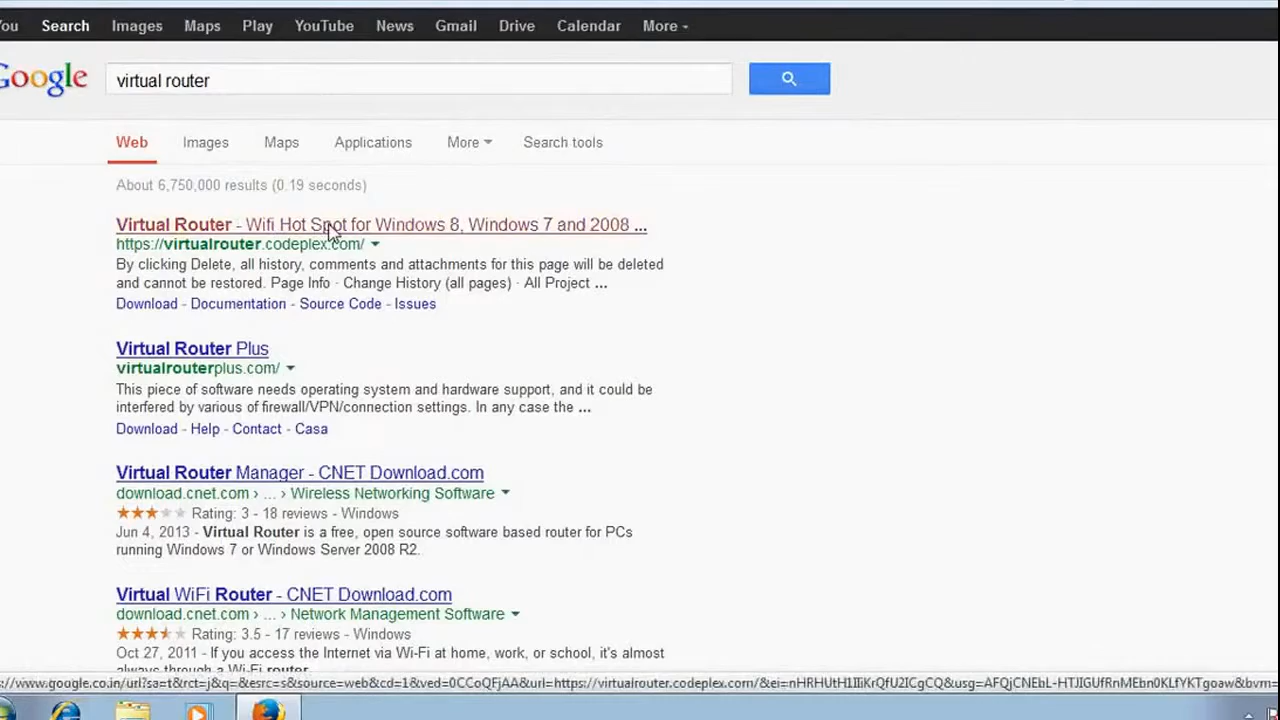 You Search Images Maps Play YouTube News Gmail Drive Calendar More
Google virtual router
Web Images Maps Applications More Search tools
About 6,750,000 results (0.19 seconds)
Virtual Router - Wifi Hot Spot for Windows 8, Windows 7 and 2008 ...
https://virtualrouter.codeplex.com/
By clicking Delete, all history, comments and attachments for this page will be deleted
and cannot be restored. Page Info · Change History (all pages) · All Project ...
Download - Documentation - Source Code - Issues
Virtual Router Plus
virtualrouterplus.com/
This piece of software needs operating system and hardware support, and it could be
interfered by various of firewall/VPN/connection settings. In any case the ...
Download - Help - Contact - Casa
Virtual Router Manager - CNET Download.com
download.cnet.com › ... › Wireless Networking Software
Rating: 3 - 18 reviews - Windows
Jun 4, 2013 - Virtual Router is a free, open source software based router for PCs
running Windows 7 or Windows Server 2008 R2.
Virtual WiFi Router - CNET Download.com
download.cnet.com › ... › Network Management Software
Rating: 3.5 - 17 reviews - Windows
Oct 27, 2011 - If you access the Internet via Wi-Fi at home, work, or school, it's almost
always through a Wi-Fi router.